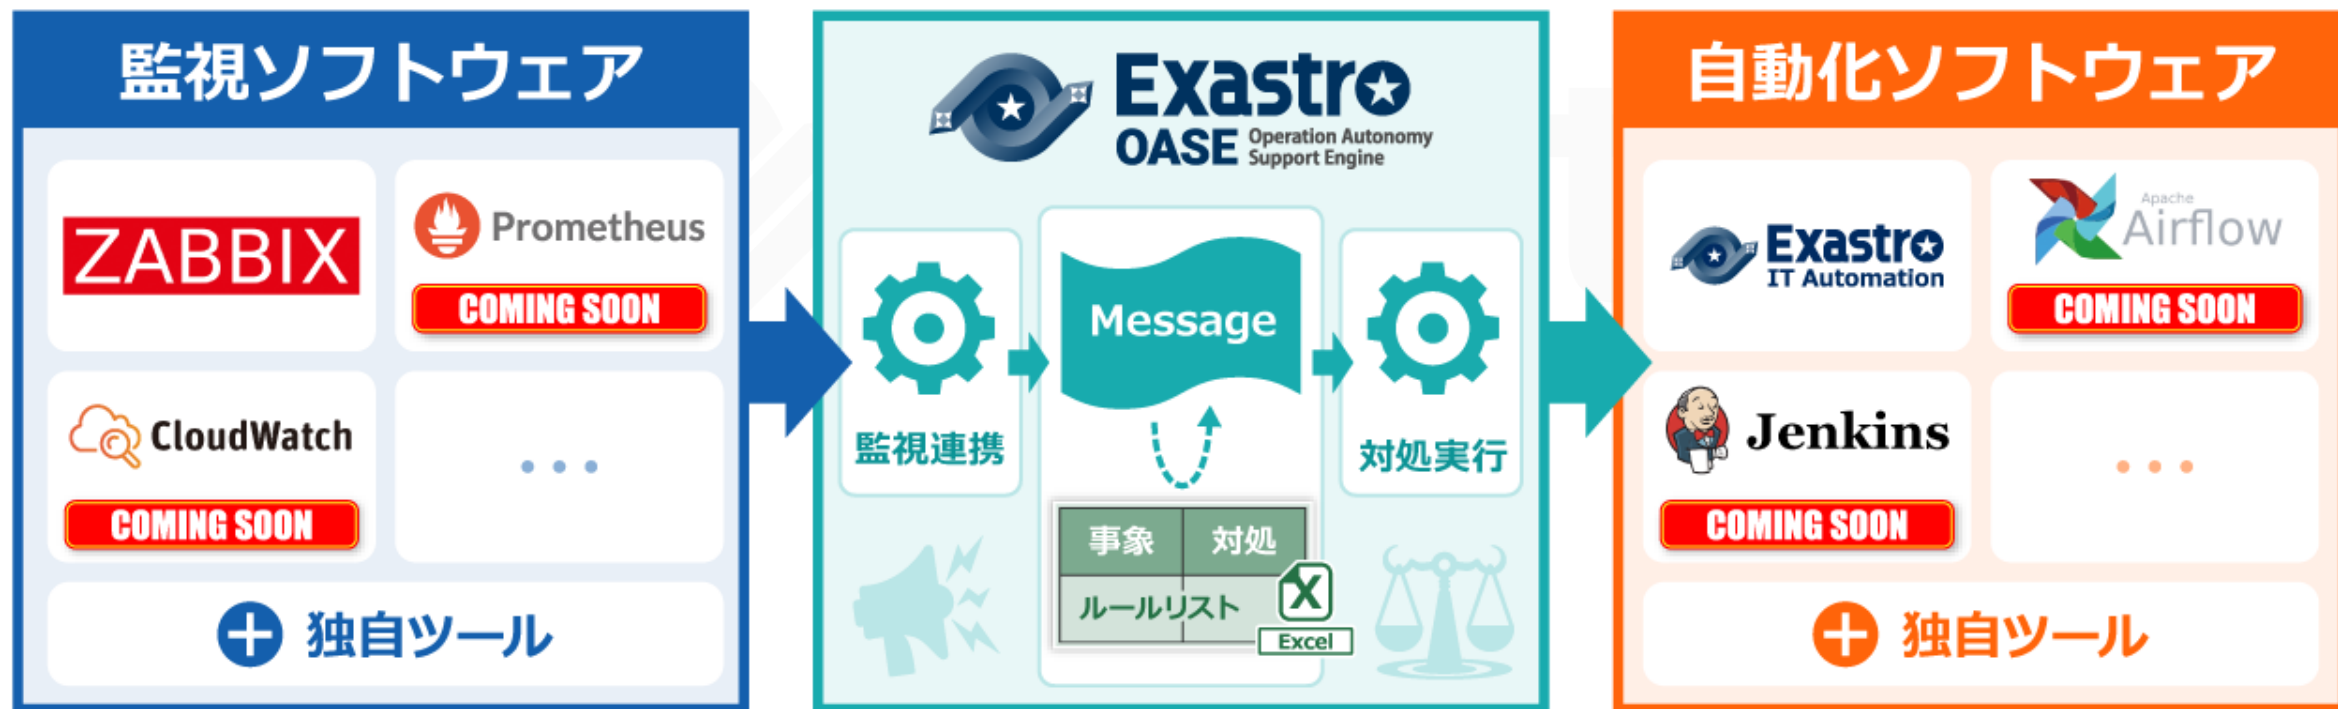 監視ソフトウェア
ZABBIX
Prometheus
COMING SOON
CloudWatch
COMING SOON
...
独自ツール
Exastro
OASE Operation Autonomy
Support Engine
監視連携
Message
対処実行
事象 対処
ルールリスト
X
Excel
自動化ソフトウェア
Exastro
IT Automation
Apache
Airflow
COMING SOON
Jenkins
COMING SOON
...
独自ツール